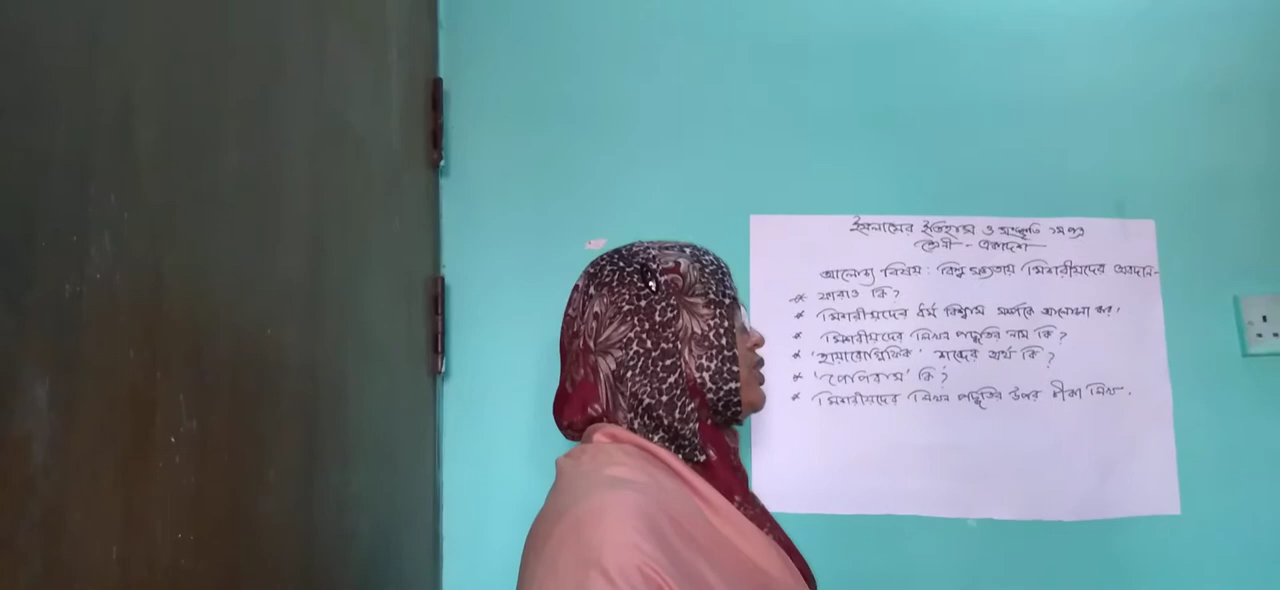 ইসলামের ইতিহাস ও সংস্কৃতি ১ম পত্র
শ্রেণী - একাদশ
আলোচ্য বিষয় : বিশ্ব সভ্যতায় মিশরীয়দের অবদান-
* ফারাও কি?
* মিশরীয়দের ধর্ম বিশ্বাস সম্পর্কে আলোচনা কর।
* মিশরীয়দের লিখন পদ্ধতির নাম কি?
* 'হায়ারোগ্লিফিক' শব্দের অর্থ কি?
* 'পেপিরাস' কি?
* মিশরীয়দের লিখন পদ্ধতির উপর টীকা লিখ.